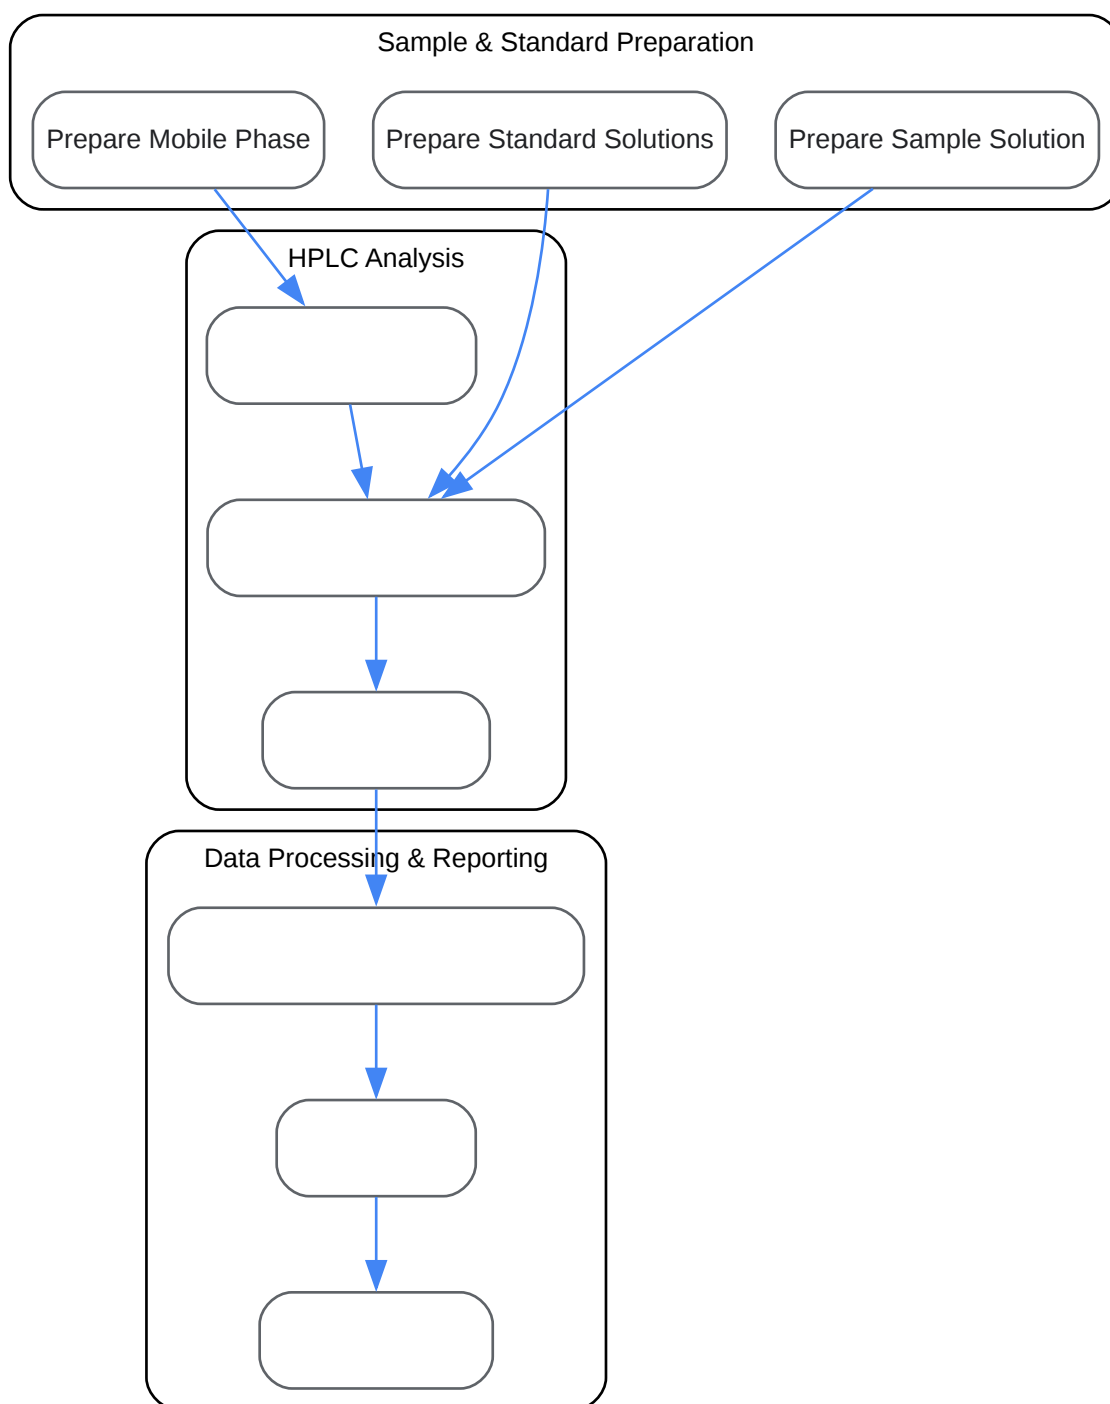 Sample & Standard Preparation
Prepare Mobile Phase
Prepare Standard Solutions
Prepare Sample Solution
HPLC Analysis
Data Processing & Reporting